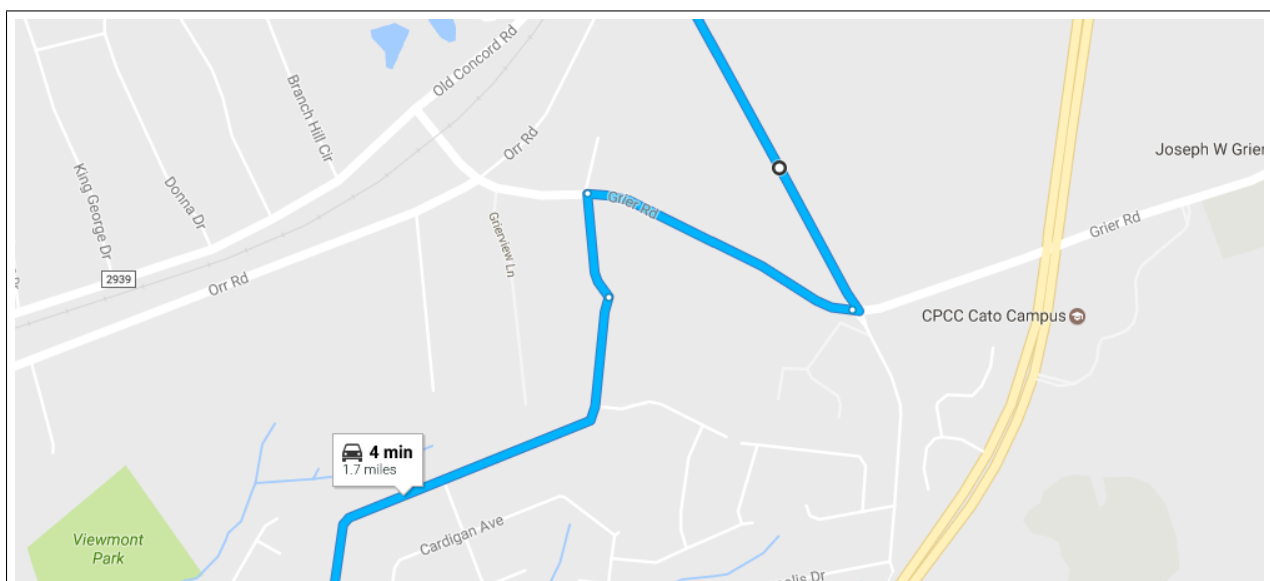 Old Concord Rd
Branch Hill Cir
Orr Rd
Joseph W Grier
King George Dr
Donna Dr
Grier Rd
Grierview Ln
Grier Rd
2939
Orr Rd
CPCC Cato Campus
4 min
1.7 miles
Cardigan Ave
Viewmont
Park